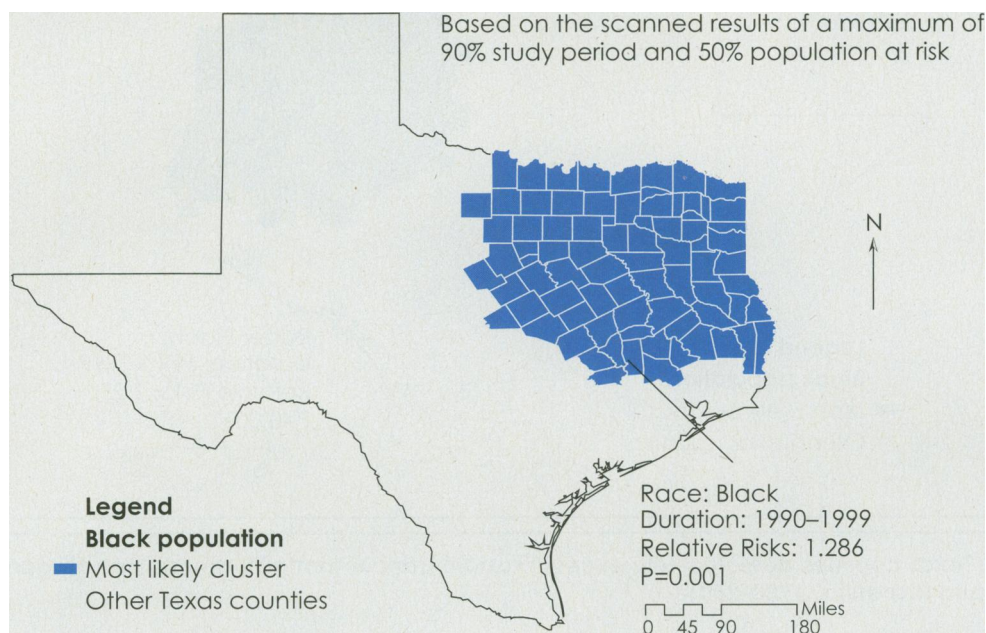 Based on the scanned results of a maximum of
90% study period and 50% population at risk
N
Legend
Black population
Most likely cluster
Other Texas counties
Race: Black
Duration: 1990–1999
Relative Risks: 1.286
P=0.001
Miles
0 45 90 180